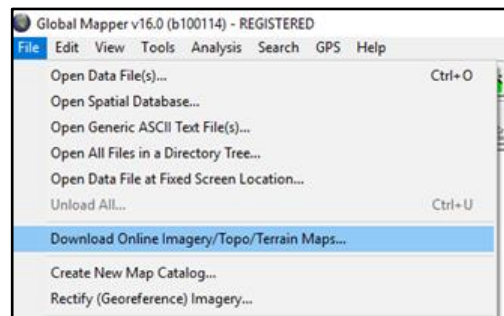 Global Mapper v16.0 (b100114) - REGISTERED
File Edit View Tools Analysis Search GPS Help
Open Data File(s)... Ctrl+O
Open Spatial Database...
Open Generic ASCII Text File(s)...
Open All Files in a Directory Tree...
Open Data File at Fixed Screen Location...
Unload All... Ctrl+U
Download Online Imagery/Topo/Terrain Maps...
Create New Map Catalog...
Rectify (Georeference) Imagery...